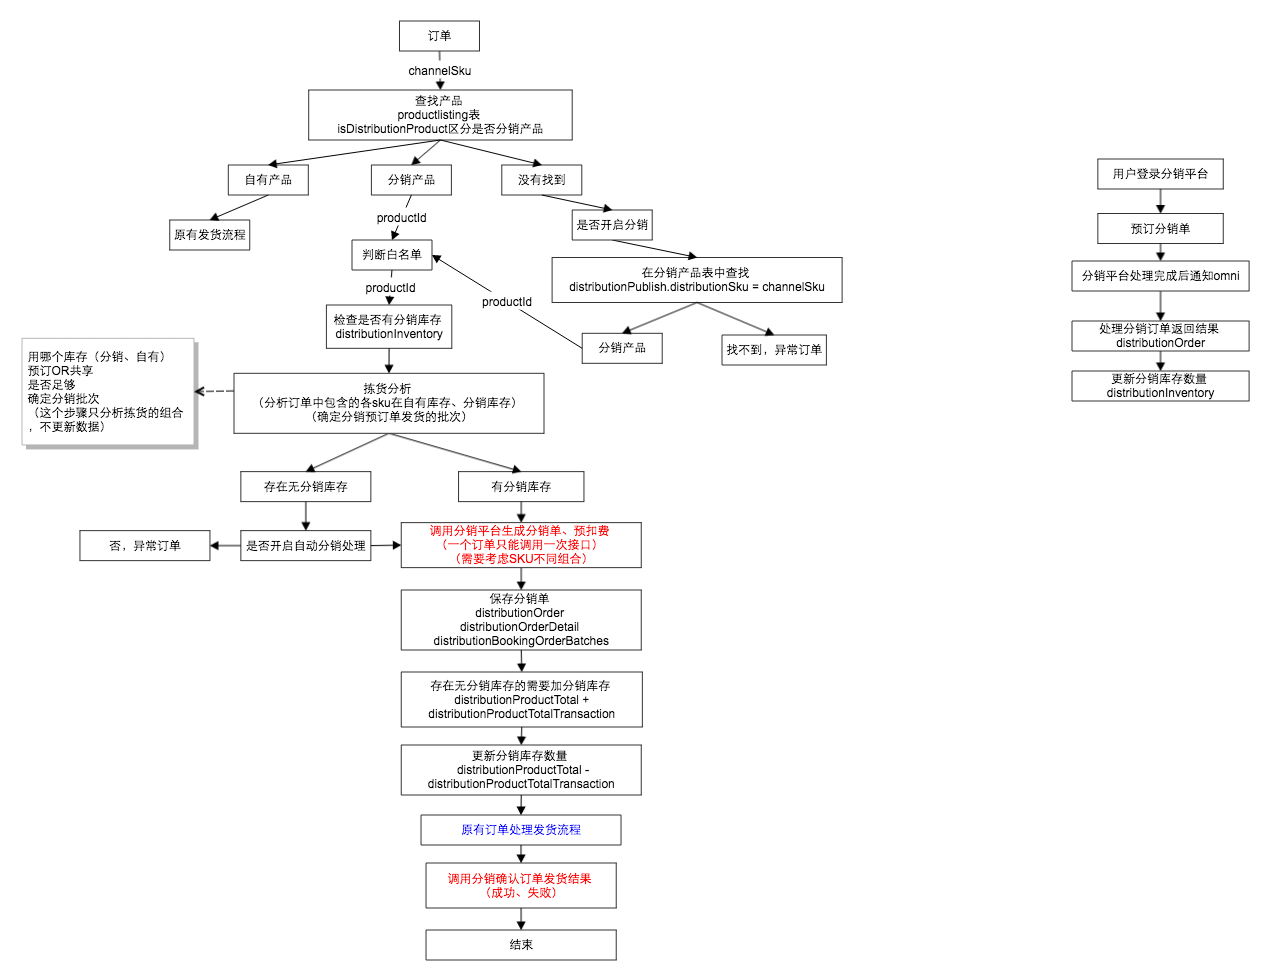 订单
channelSku
查找产品
productlisting表
isDistributionProduct区分是否分销产品
自有产品
分销产品
没有找到
原有发货流程
productId
是否开启分销
判断白名单
在分销产品表中查找
distributionPublish.distributionSku = channelSku
productId
productId
检查是否有分销库存
distributionInventory
分销产品
找不到，异常订单
用哪个库存（分销、自有）
预订OR共享
是否足够
确定分销批次
（这个步骤只分析拣货的组合
，不更新数据）
拣货分析
（分析订单中包含的各sku在自有库存、分销库存）
（确定分销预订单发货的批次）
存在无分销库存
有分销库存
否，异常订单
是否开启自动分销处理
调用分销平台生成分销单、预扣费
（一个订单只能调用一次接口）
（需要考虑SKU不同组合）
保存分销单
distributionOrder
distributionOrderDetail
distributionBookingOrderBatches
存在无分销库存的需要加分销库存
distributionProductTotal +
distributionProductTotalTransaction
更新分销库存数量
distributionProductTotal -
distributionProductTotalTransaction
原有订单处理发货流程
调用分销确认订单发货结果
（成功、失败）
结束
用户登录分销平台
预订分销单
分销平台处理完成后通知omni
处理分销订单返回结果
distributionOrder
更新分销库存数量
distributionInventory